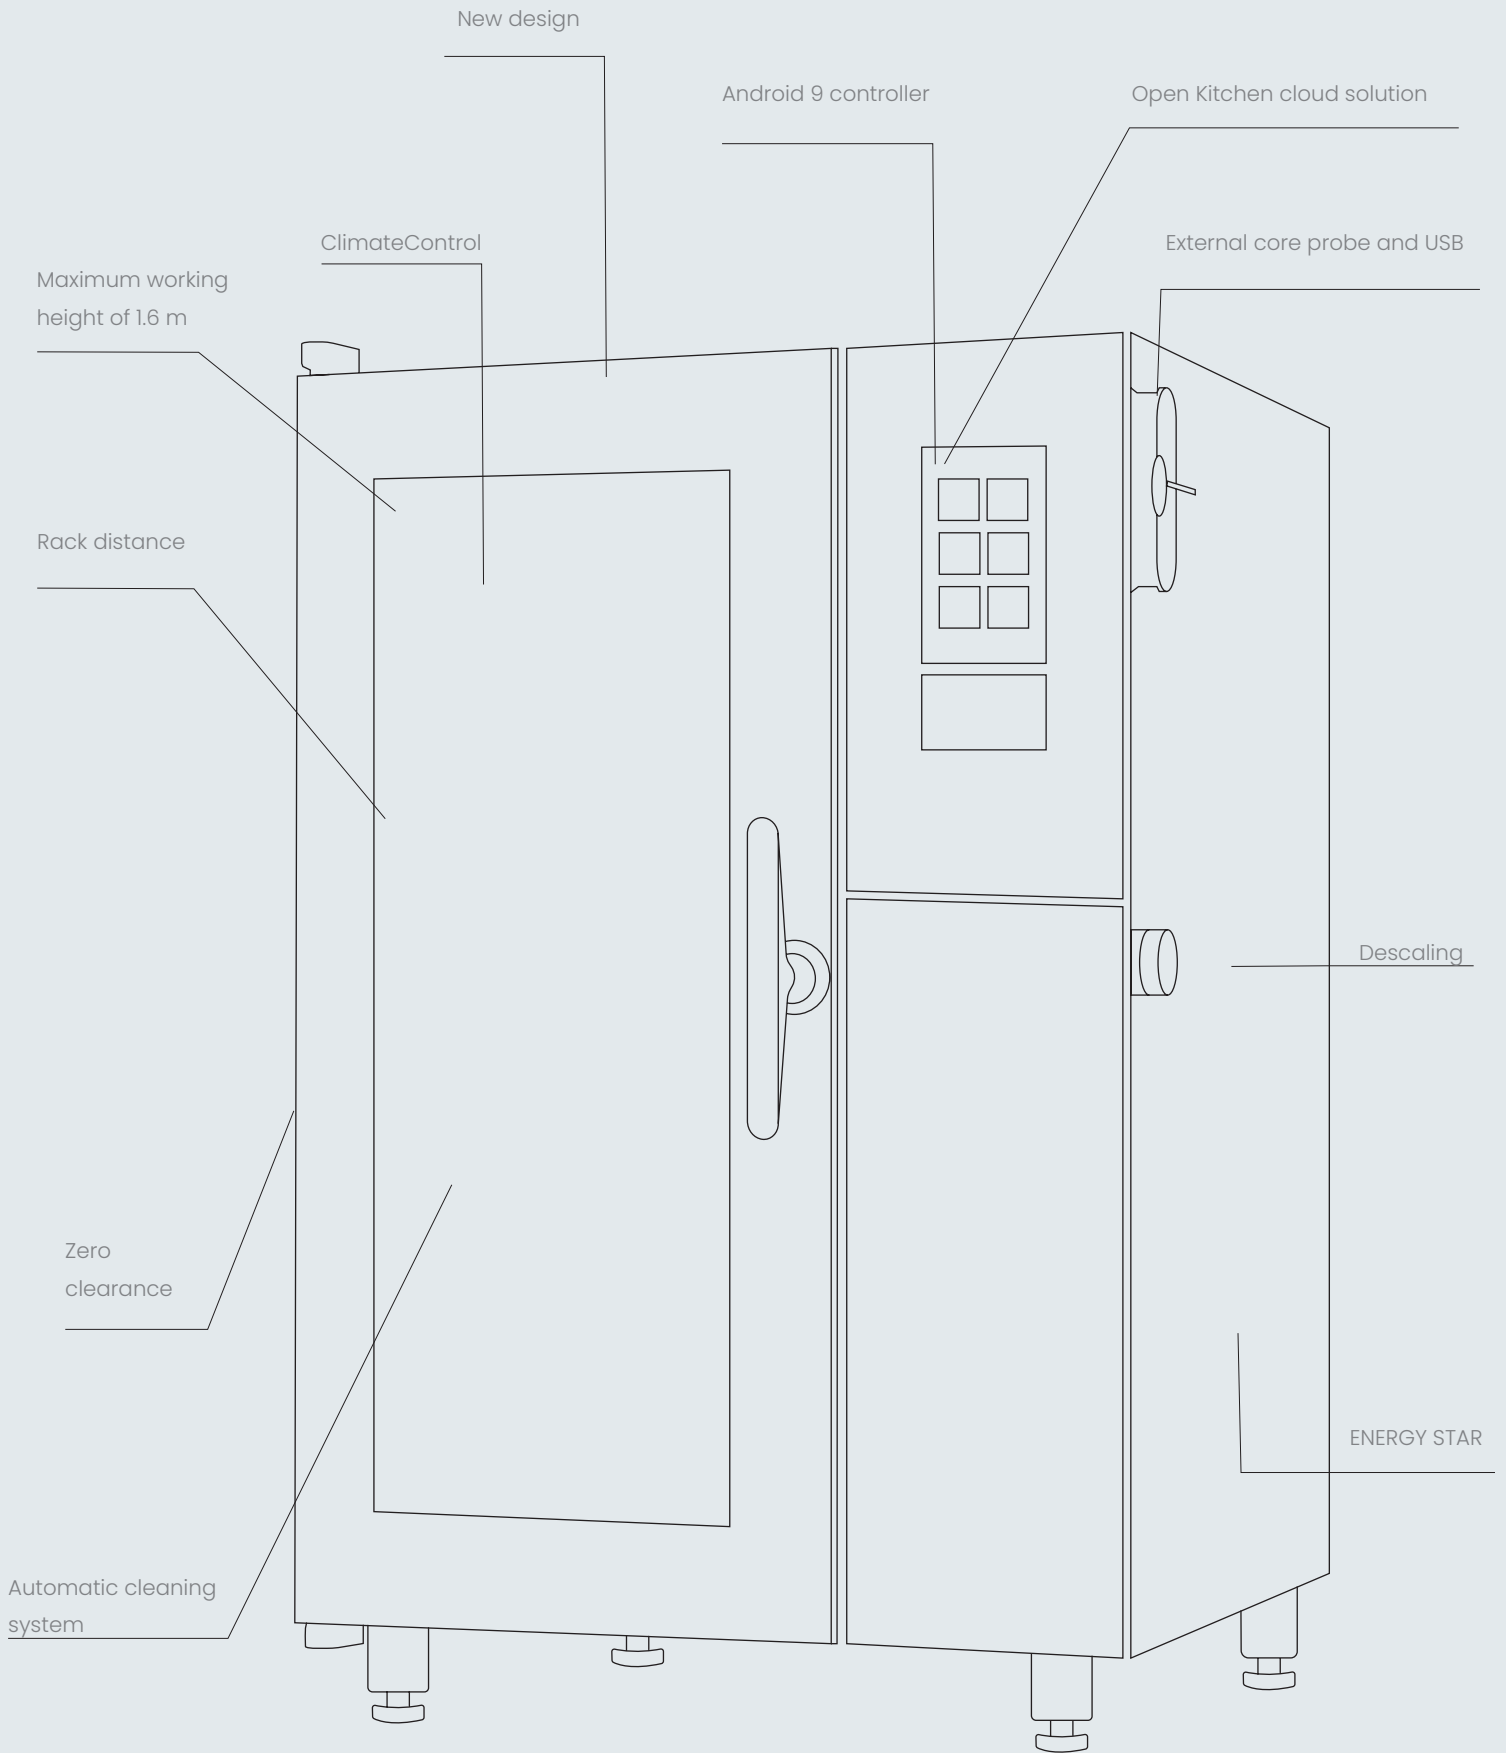 New design
Android 9 controller
Open Kitchen cloud solution
ClimateControl
External core probe and USB
Maximum working
height of 1.6 m
Rack distance
Descaling
Zero
clearance
ENERGY STAR
Automatic cleaning
system